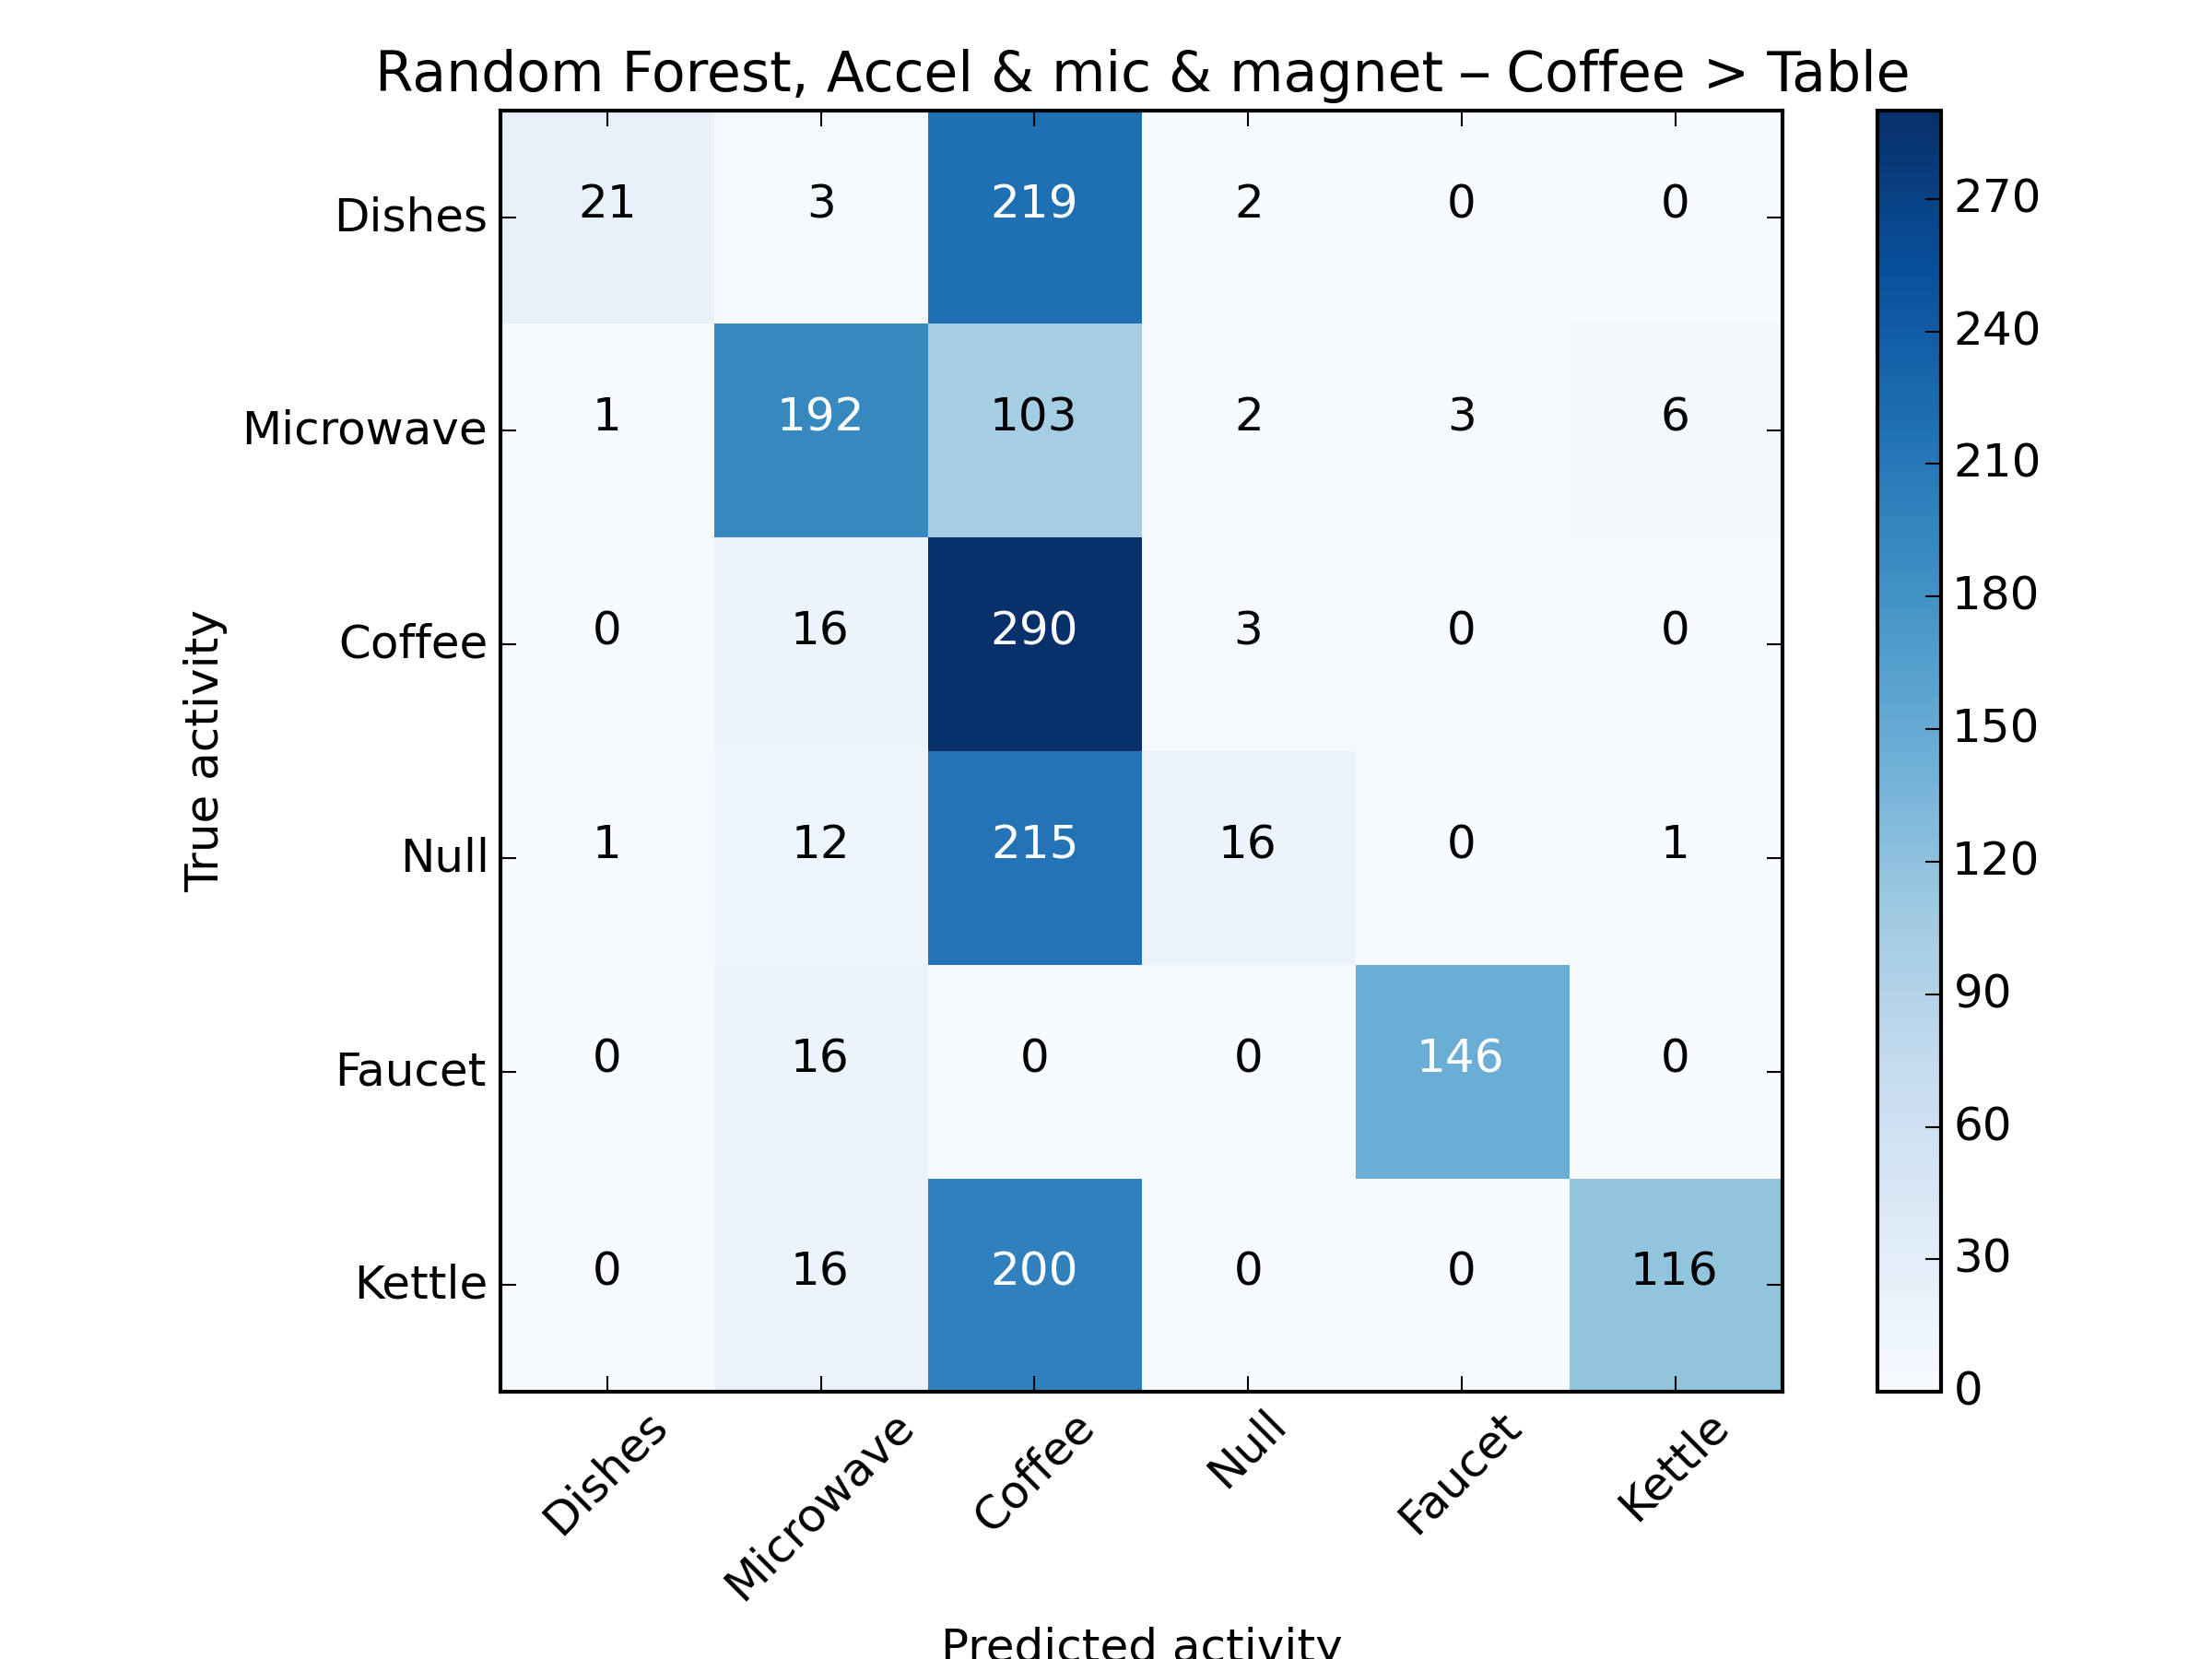 Random Forest, Accel & mic & magnet – Coffee > Table
Dishes 21 3 219 2 0 0
Microwave 1 192 103 2 3 6
Coffee 0 16 290 3 0 0
Null 1 12 215 16 0 1
Faucet 0 16 0 0 146 0
Kettle 0 16 200 0 0 116
True activity
Dishes Microwave Coffee Null Faucet Kettle
Predicted activity
270
240
210
180
150
120
90
60
30
0